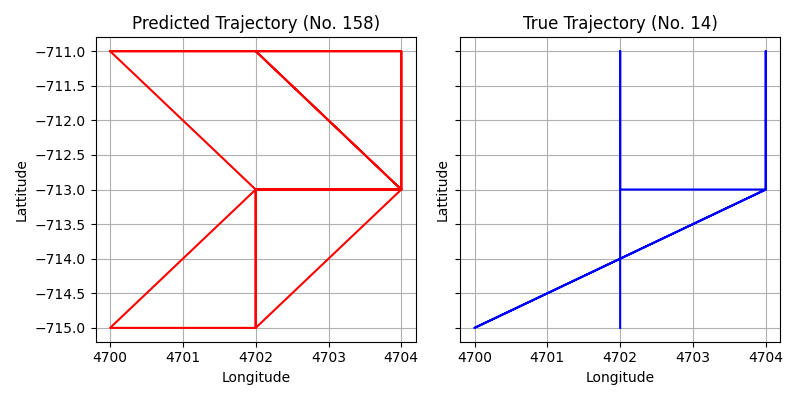 Predicted Trajectory (No. 158)
−711.0
−711.5
−712.0
−712.5
−713.0
−713.5
−714.0
−714.5
−715.0
Lattitude
4700 4701 4702 4703 4704
Longitude
True Trajectory (No. 14)
Lattitude
4700 4701 4702 4703 4704
Longitude